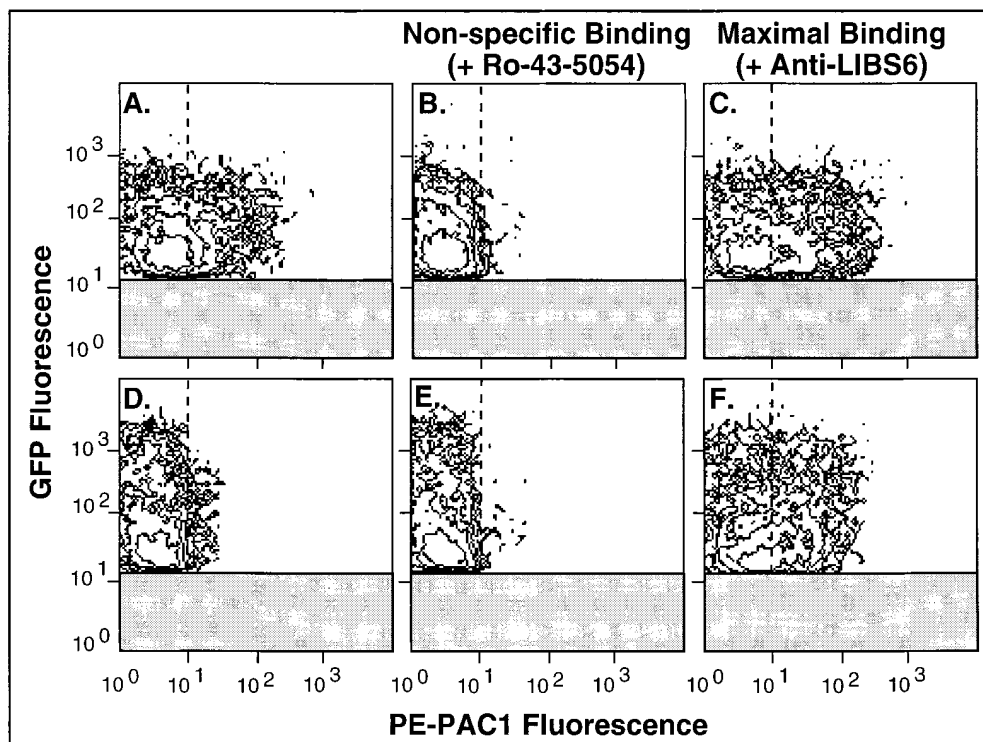 Non-specific Binding
(+ Ro-43-5054)
Maximal Binding
(+ Anti-LIBS6)
A.
B.
C.
10³
10²
10¹
10⁰
D.
E.
F.
10³
10²
10¹
10⁰
GFP Fluorescence
10⁰ 10¹ 10² 10³
10⁰ 10¹ 10² 10³
10⁰ 10¹ 10² 10³
PE-PAC1 Fluorescence